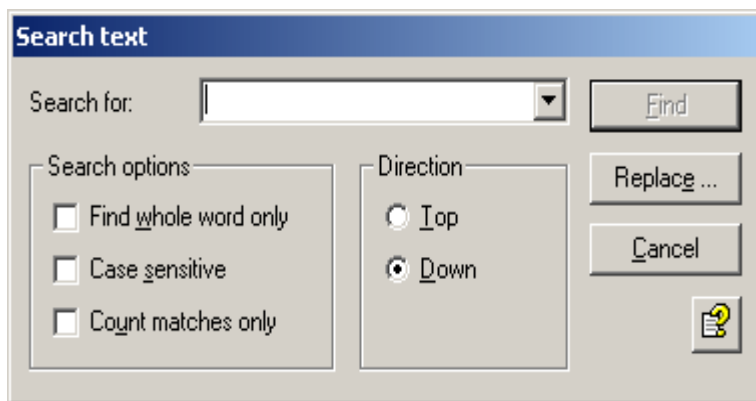 Search text
Search for:
Find
Search options
Direction
Replace ...
Find whole word only
Top
Cancel
Case sensitive
Down
Count matches only